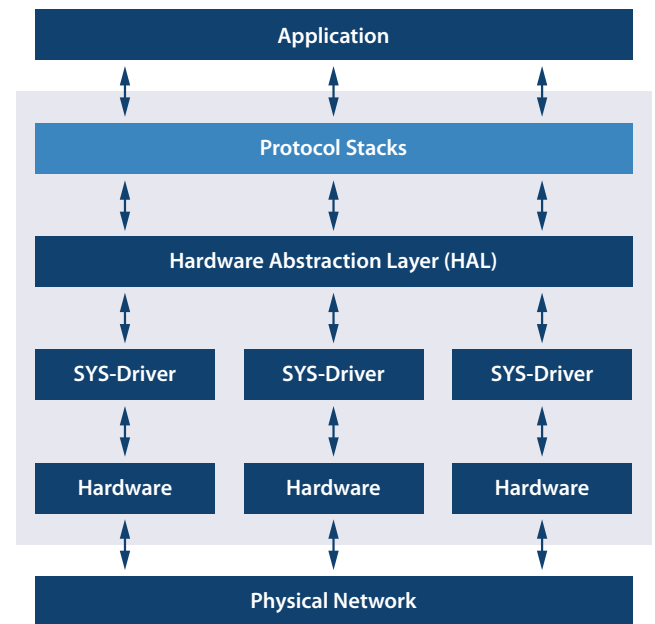 Application
Protocol Stacks
Hardware Abstraction Layer (HAL)
SYS-Driver
SYS-Driver
SYS-Driver
Hardware
Hardware
Hardware
Physical Network